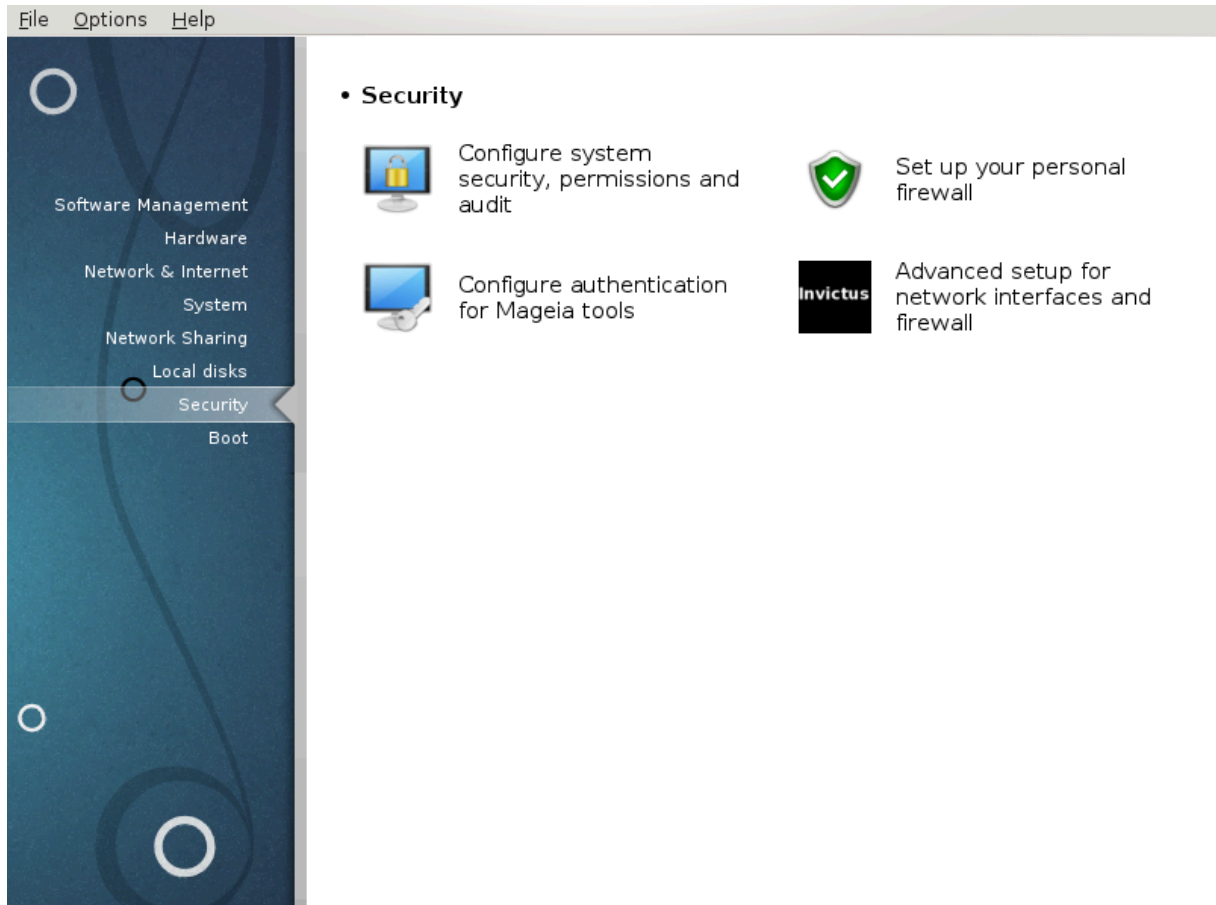 File Options Help
Software Management
Hardware
Network & Internet
System
Network Sharing
Local disks
Security
Boot
• Security
Configure system
security, permissions and
audit
Set up your personal
firewall
Configure authentication
for Mageia tools
Invictus
Advanced setup for
network interfaces and
firewall